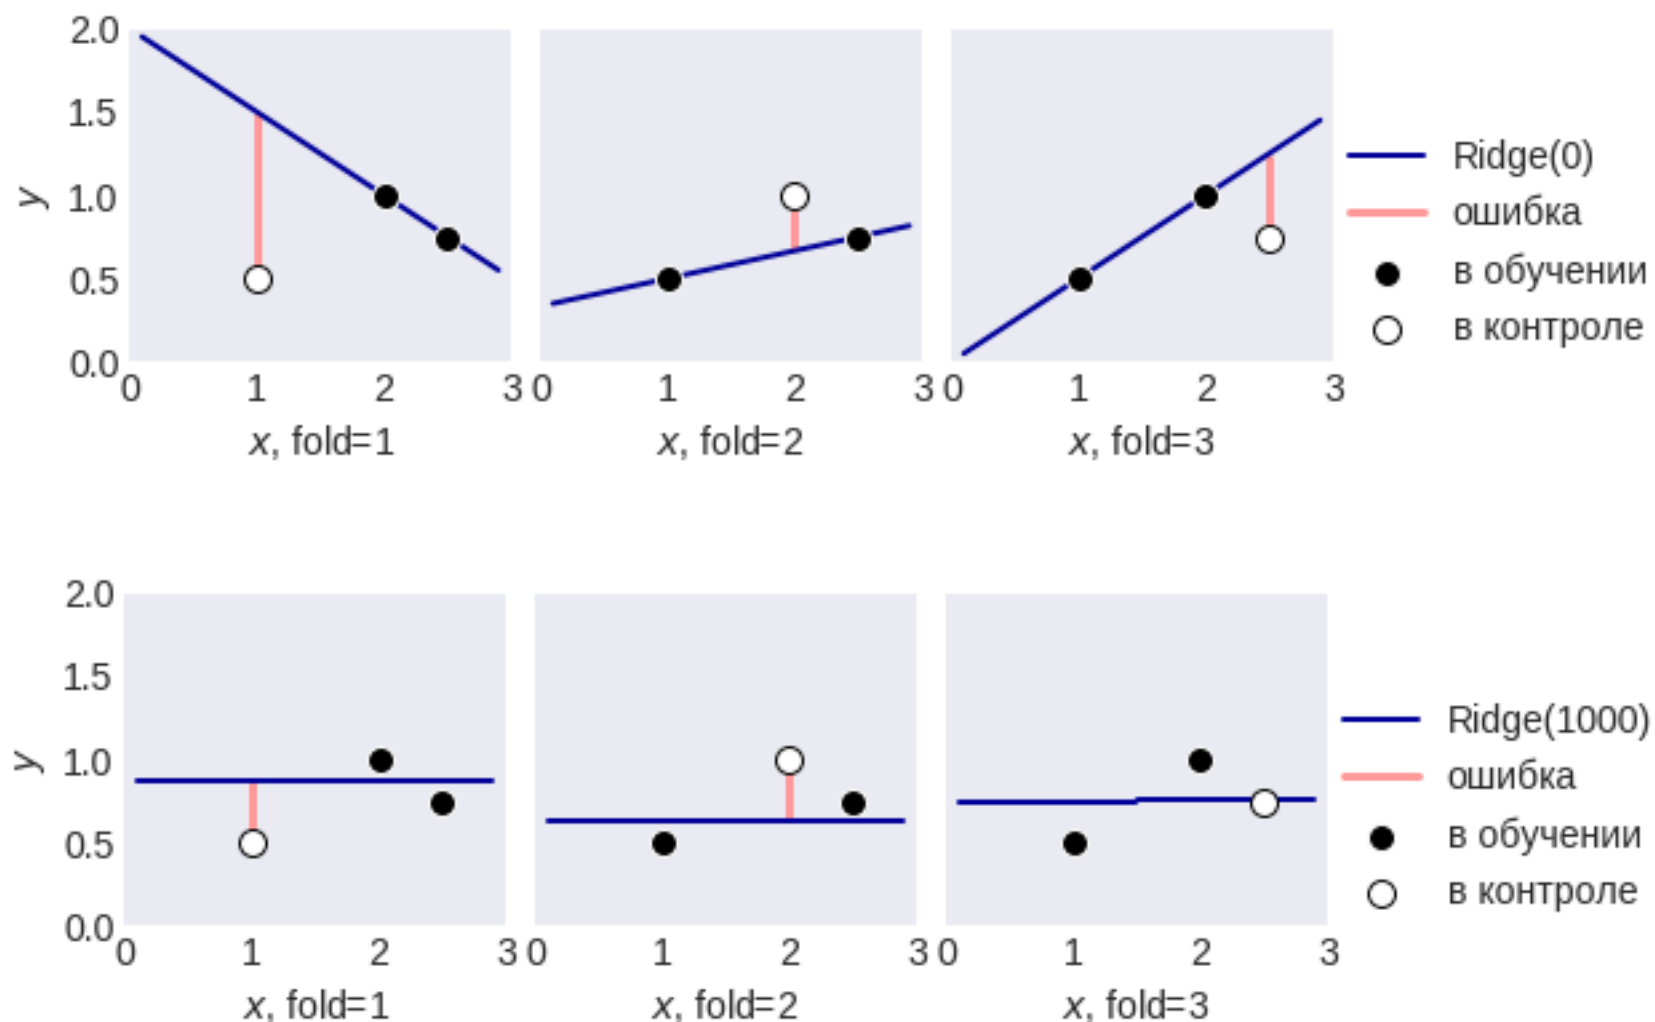 2.0
1.5
1.0
0.5
0.0
y
0 1 2 3 0 1 2 3 0 1 2 3
x, fold=1 x, fold=2 x, fold=3
Ridge(0)
ошибка
в обучении
в контроле
2.0
1.5
1.0
0.5
0.0
y
0 1 2 3 0 1 2 3 0 1 2 3
x, fold=1 x, fold=2 x, fold=3
Ridge(1000)
ошибка
в обучении
в контроле